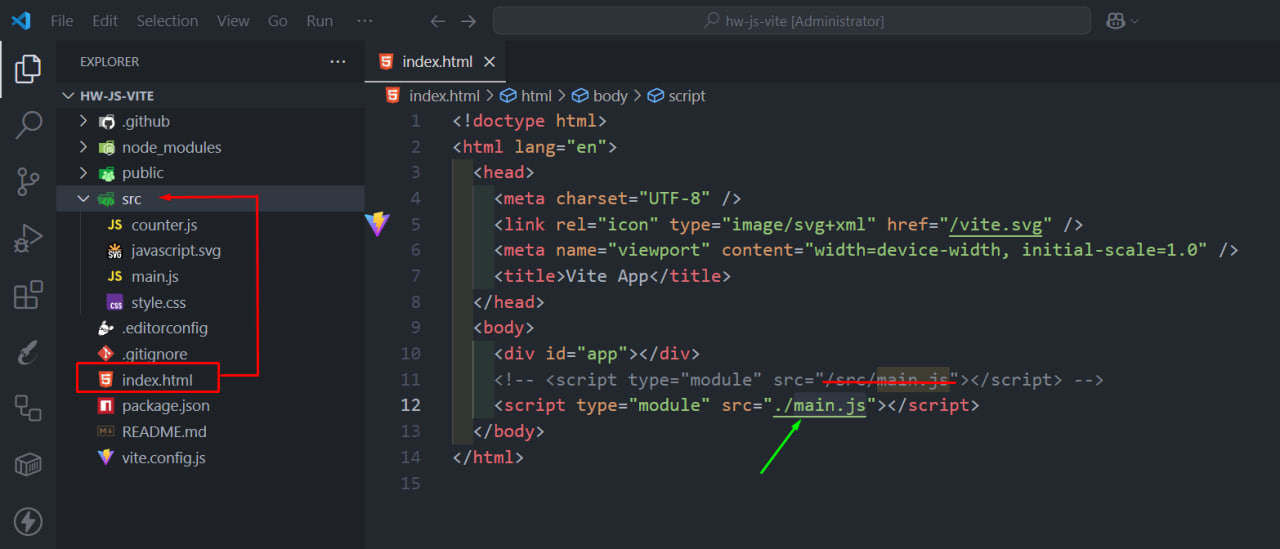 File Edit Selection View Go Run ··· hw-js-vite [Administrator]
EXPLORER ···
HW-JS-VITE
.github
node_modules
public
src
JS counter.js
SVG javascript.svg
JS main.js
CSS style.css
.editorconfig
.gitignore
index.html
package.json
README.md
vite.config.js
index.html
index.html > html > body > script
1 <!doctype html>
2 <html lang="en">
3 <head>
4 <meta charset="UTF-8" />
5 <link rel="icon" type="image/svg+xml" href="/vite.svg" />
6 <meta name="viewport" content="width=device-width, initial-scale=1.0" />
7 <title>Vite App</title>
8 </head>
9 <body>
10 <div id="app"></div>
11 <!-- <script type="module" src="/src/main.js"></script> -->
12 <script type="module" src="./main.js"></script>
13 </body>
14 </html>
15